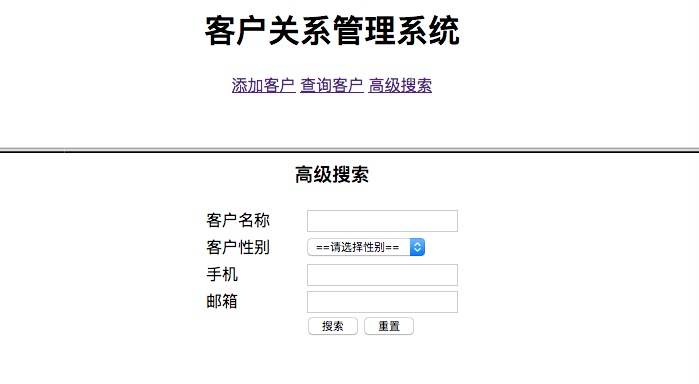 客户关系管理系统
添加客户 查询客户 高级搜索
高级搜索
客户名称
客户性别 ==请选择性别==
手机
邮箱
搜索 重置